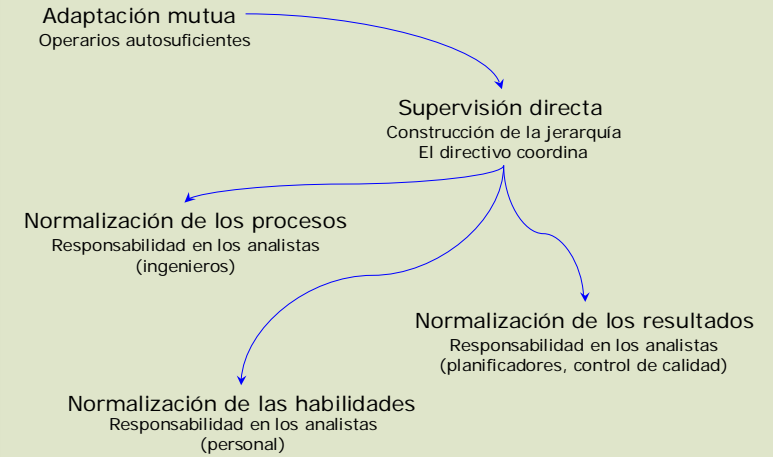 Adaptación mutua
Operarios autosuficientes
Supervisión directa
Construcción de la jerarquía
El directivo coordina
Normalización de los procesos
Responsabilidad en los analistas
(ingenieros)
Normalización de los resultados
Responsabilidad en los analistas
(planificadores, control de calidad)
Normalización de las habilidades
Responsabilidad en los analistas
(personal)